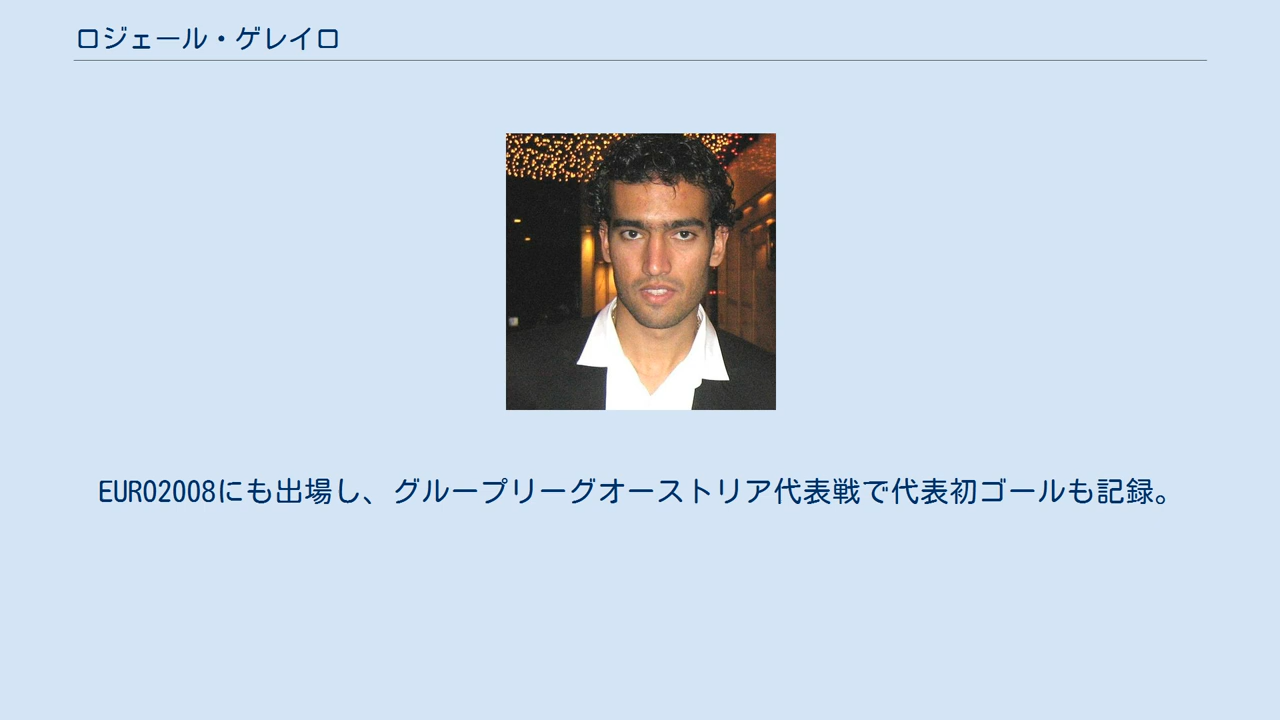 ロジェール・ゲレイロ
EURO2008にも出場し、グループリーグオーストリア代表戦で代表初ゴールも記録。